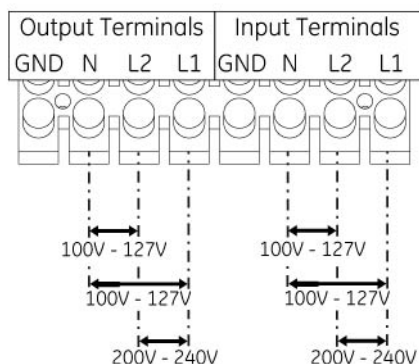 Output Terminals Input Terminals
GND N L2 L1 GND N L2 L1
100V - 127V 100V - 127V
100V - 127V 100V - 127V
200V - 240V 200V - 240V